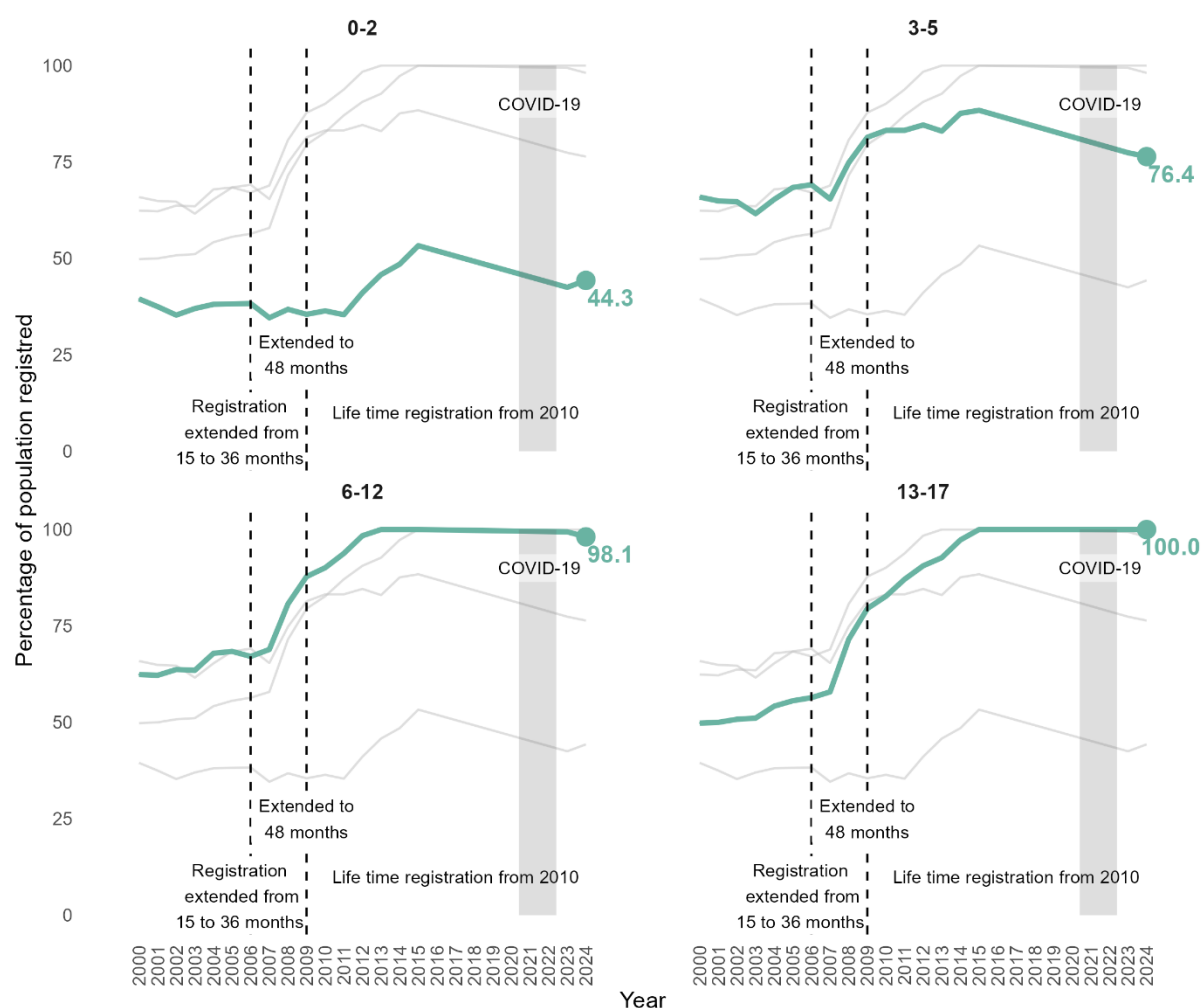 0-2
3-5
100
75
50
25
0
COVID-19
44.3
Extended to
48 months
Registration
extended from
15 to 36 months
Life time registration from 2010
COVID-19
76.4
Extended to
48 months
Registration
extended from
15 to 36 months
Life time registration from 2010
Percentage of population registred
6-12
13-17
100
75
50
25
0
COVID-19
98.1
Extended to
48 months
Registration
extended from
15 to 36 months
Life time registration from 2010
COVID-19
100.0
Extended to
48 months
Registration
extended from
15 to 36 months
Life time registration from 2010
2000 2001 2002 2003 2004 2005 2006 2007 2008 2009 2010 2011 2012 2013 2014 2015 2016 2017 2018 2019 2020 2021 2022 2023 2024
2000 2001 2002 2003 2004 2005 2006 2007 2008 2009 2010 2011 2012 2013 2014 2015 2016 2017 2018 2019 2020 2021 2022 2023 2024
Year